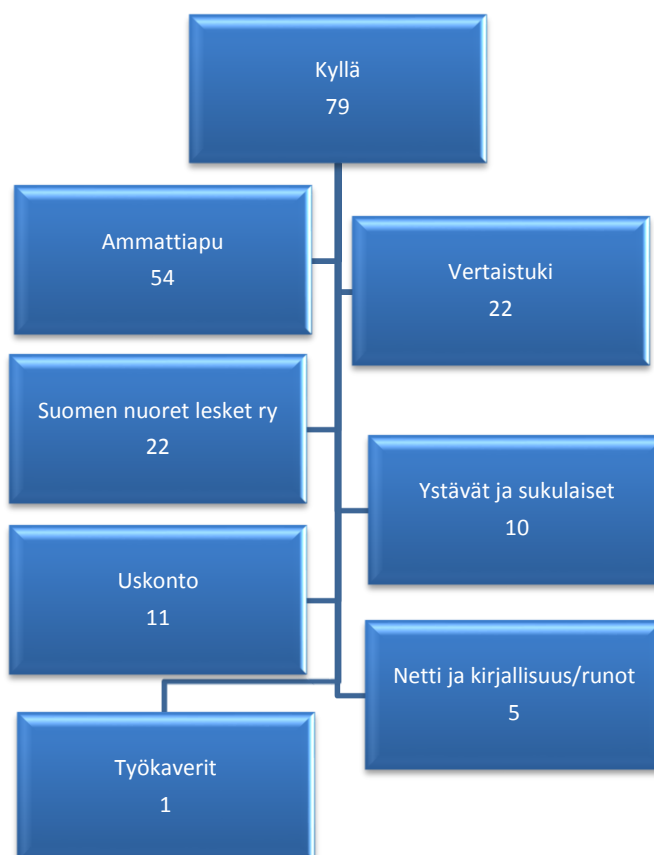 Kyllä
79
Ammattiapu
54
Vertaistuki
22
Suomen nuoret lesket ry
22
Ystävät ja sukulaiset
10
Uskonto
11
Netti ja kirjallisuus/runot
5
Työkaverit
1